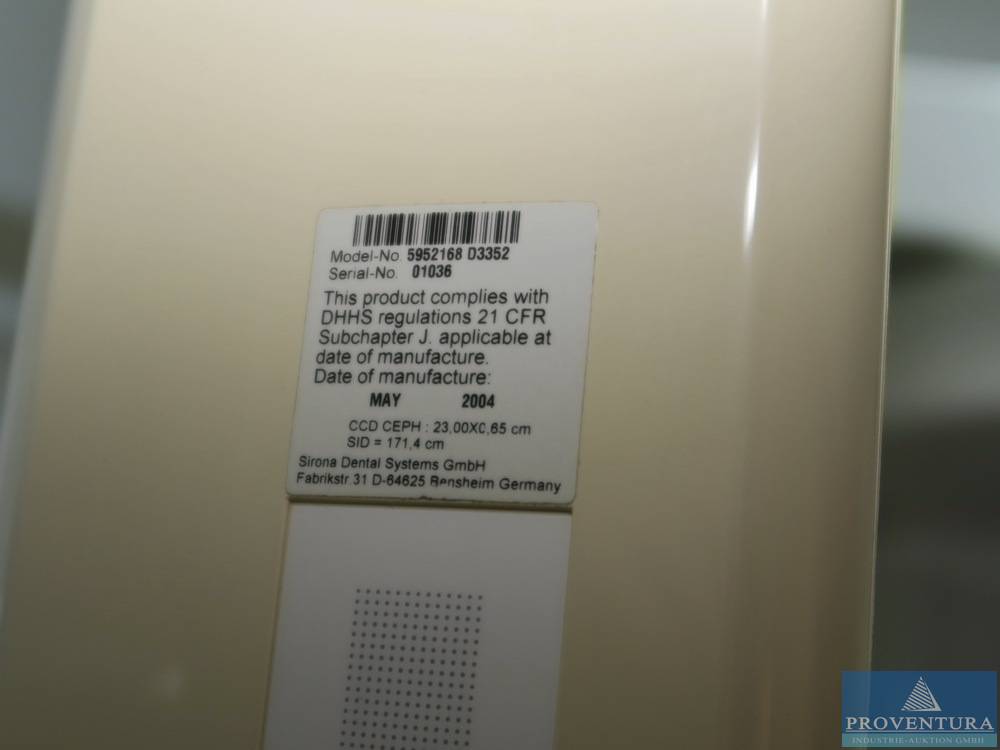 Model-No. 5952168 D3352
Serial-No. 01036
This product complies with
DHHS regulations 21 CFR
Subchapter J. applicable at
date of manufacture.
Date of manufacture:
MAY 2004
CCD CEPH : 23,00X0,65 cm
SID = 171,4 cm
Sirona Dental Systems GmbH
Fabrikstr.31 D-64625 Bensheim Germany
PROVENTURA
INDUSTRIE-AUKTION GMBH